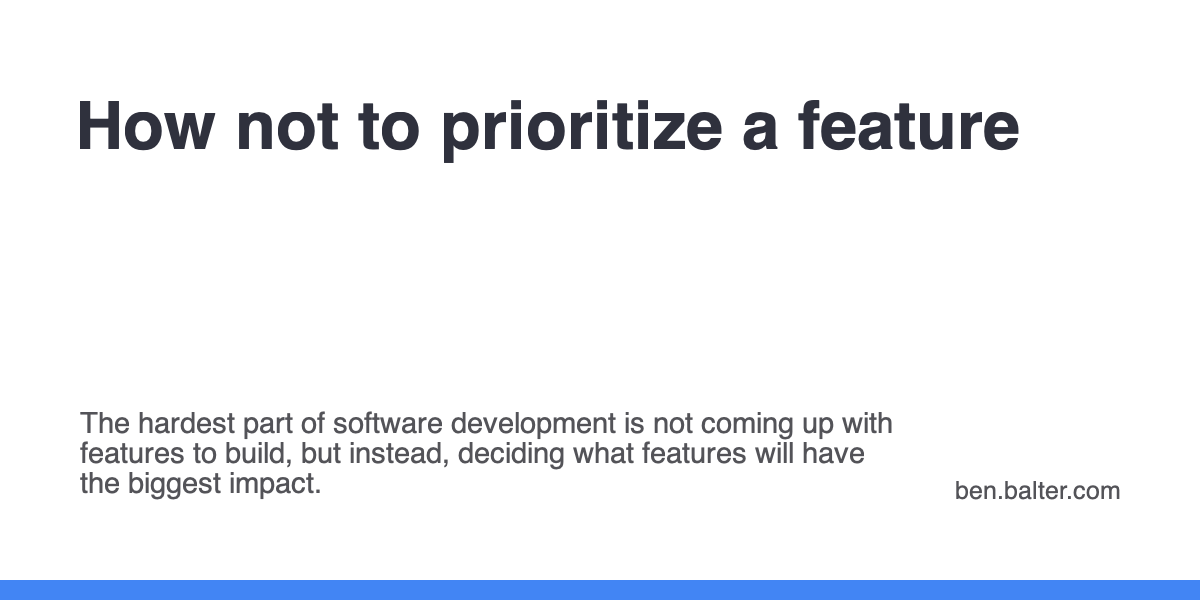 How not to prioritize a feature
The hardest part of software development is not coming up with
features to build, but instead, deciding what features will have
the biggest impact.
ben.balter.com